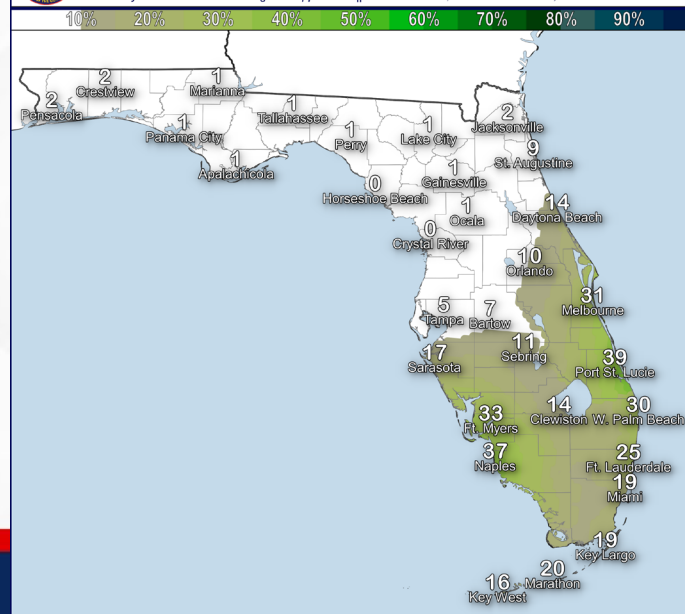 10% 20% 30% 40% 50% 60% 70% 80% 90%
2
Crestview
1
Marianna
2
Pensacola
1
Tallahassee
2
Jacksonville
1
Panama City
1
Perry
1
Lake City
9
St. Augustine
1
Apalachicola
1
Gainesville
0
Horseshoe Beach
1
Ocala
14
Daytona Beach
0
Crystal River
10
Orlando
31
Melbourne
5
Tampa
7
Bartow
11
Sebring
17
Sarasota
39
Port St. Lucie
33
Ft. Myers
14
Clewiston
30
W. Palm Beach
37
Naples
25
Ft. Lauderdale
19
Miami
19
Key Largo
20
Marathon
16
Key West